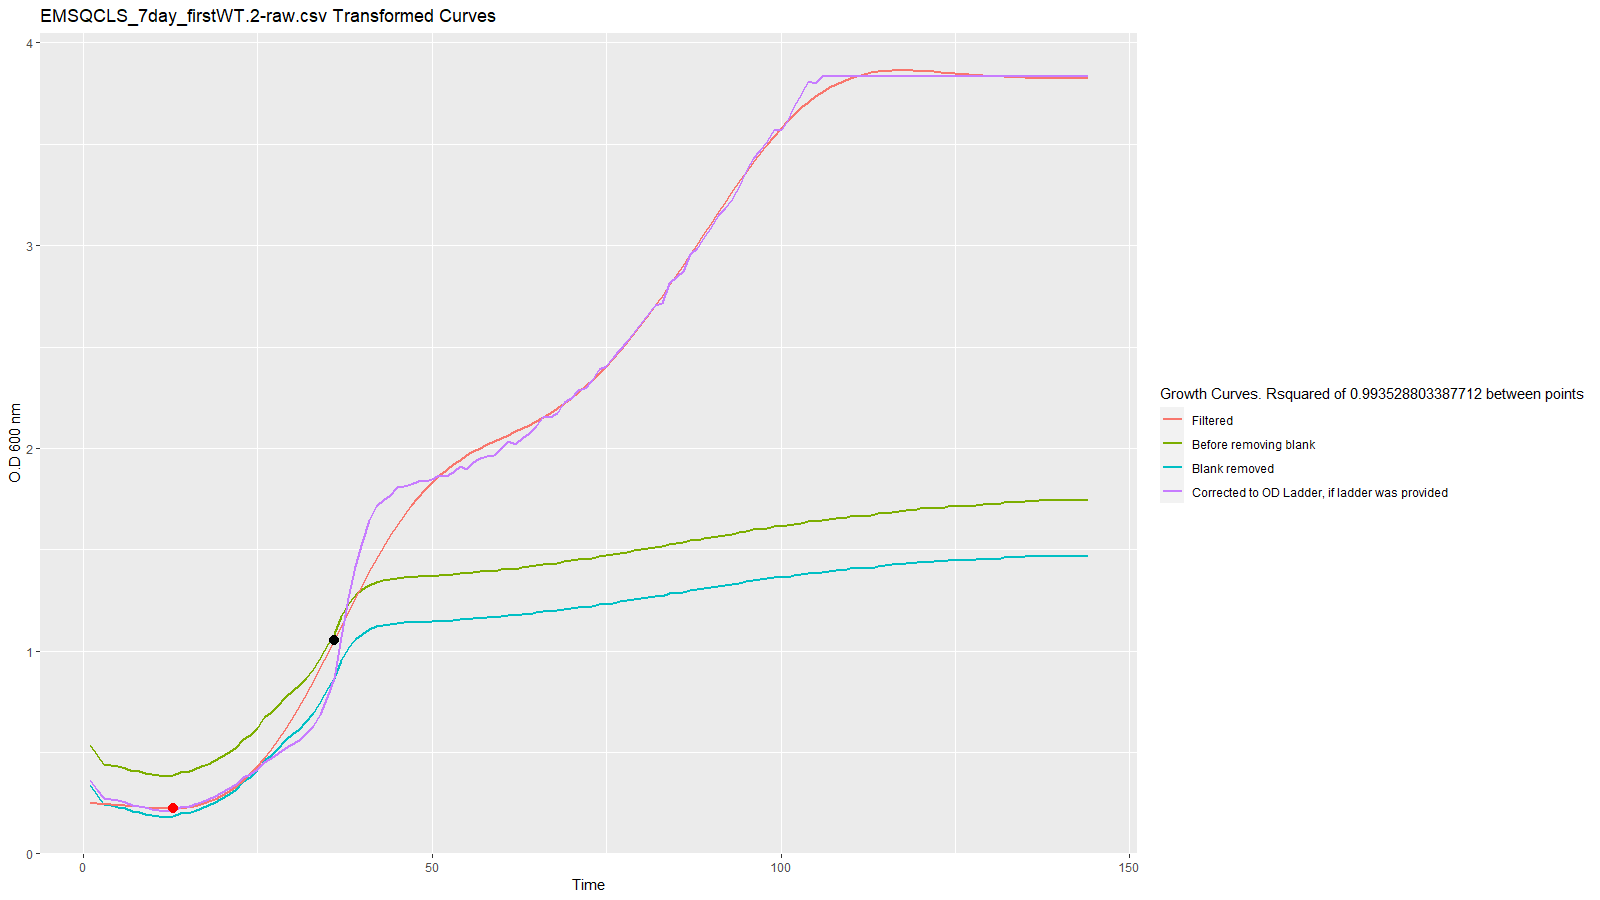 EMSQCLS_7day_firstWT.2-raw.csv Transformed Curves
4
3
2
1
0
O.D 600 nm
0
50
100
150
Time
Growth Curves. Rsquared of 0.993528803387712 between points
Filtered
Before removing blank
Blank removed
Corrected to OD Ladder, if ladder was provided